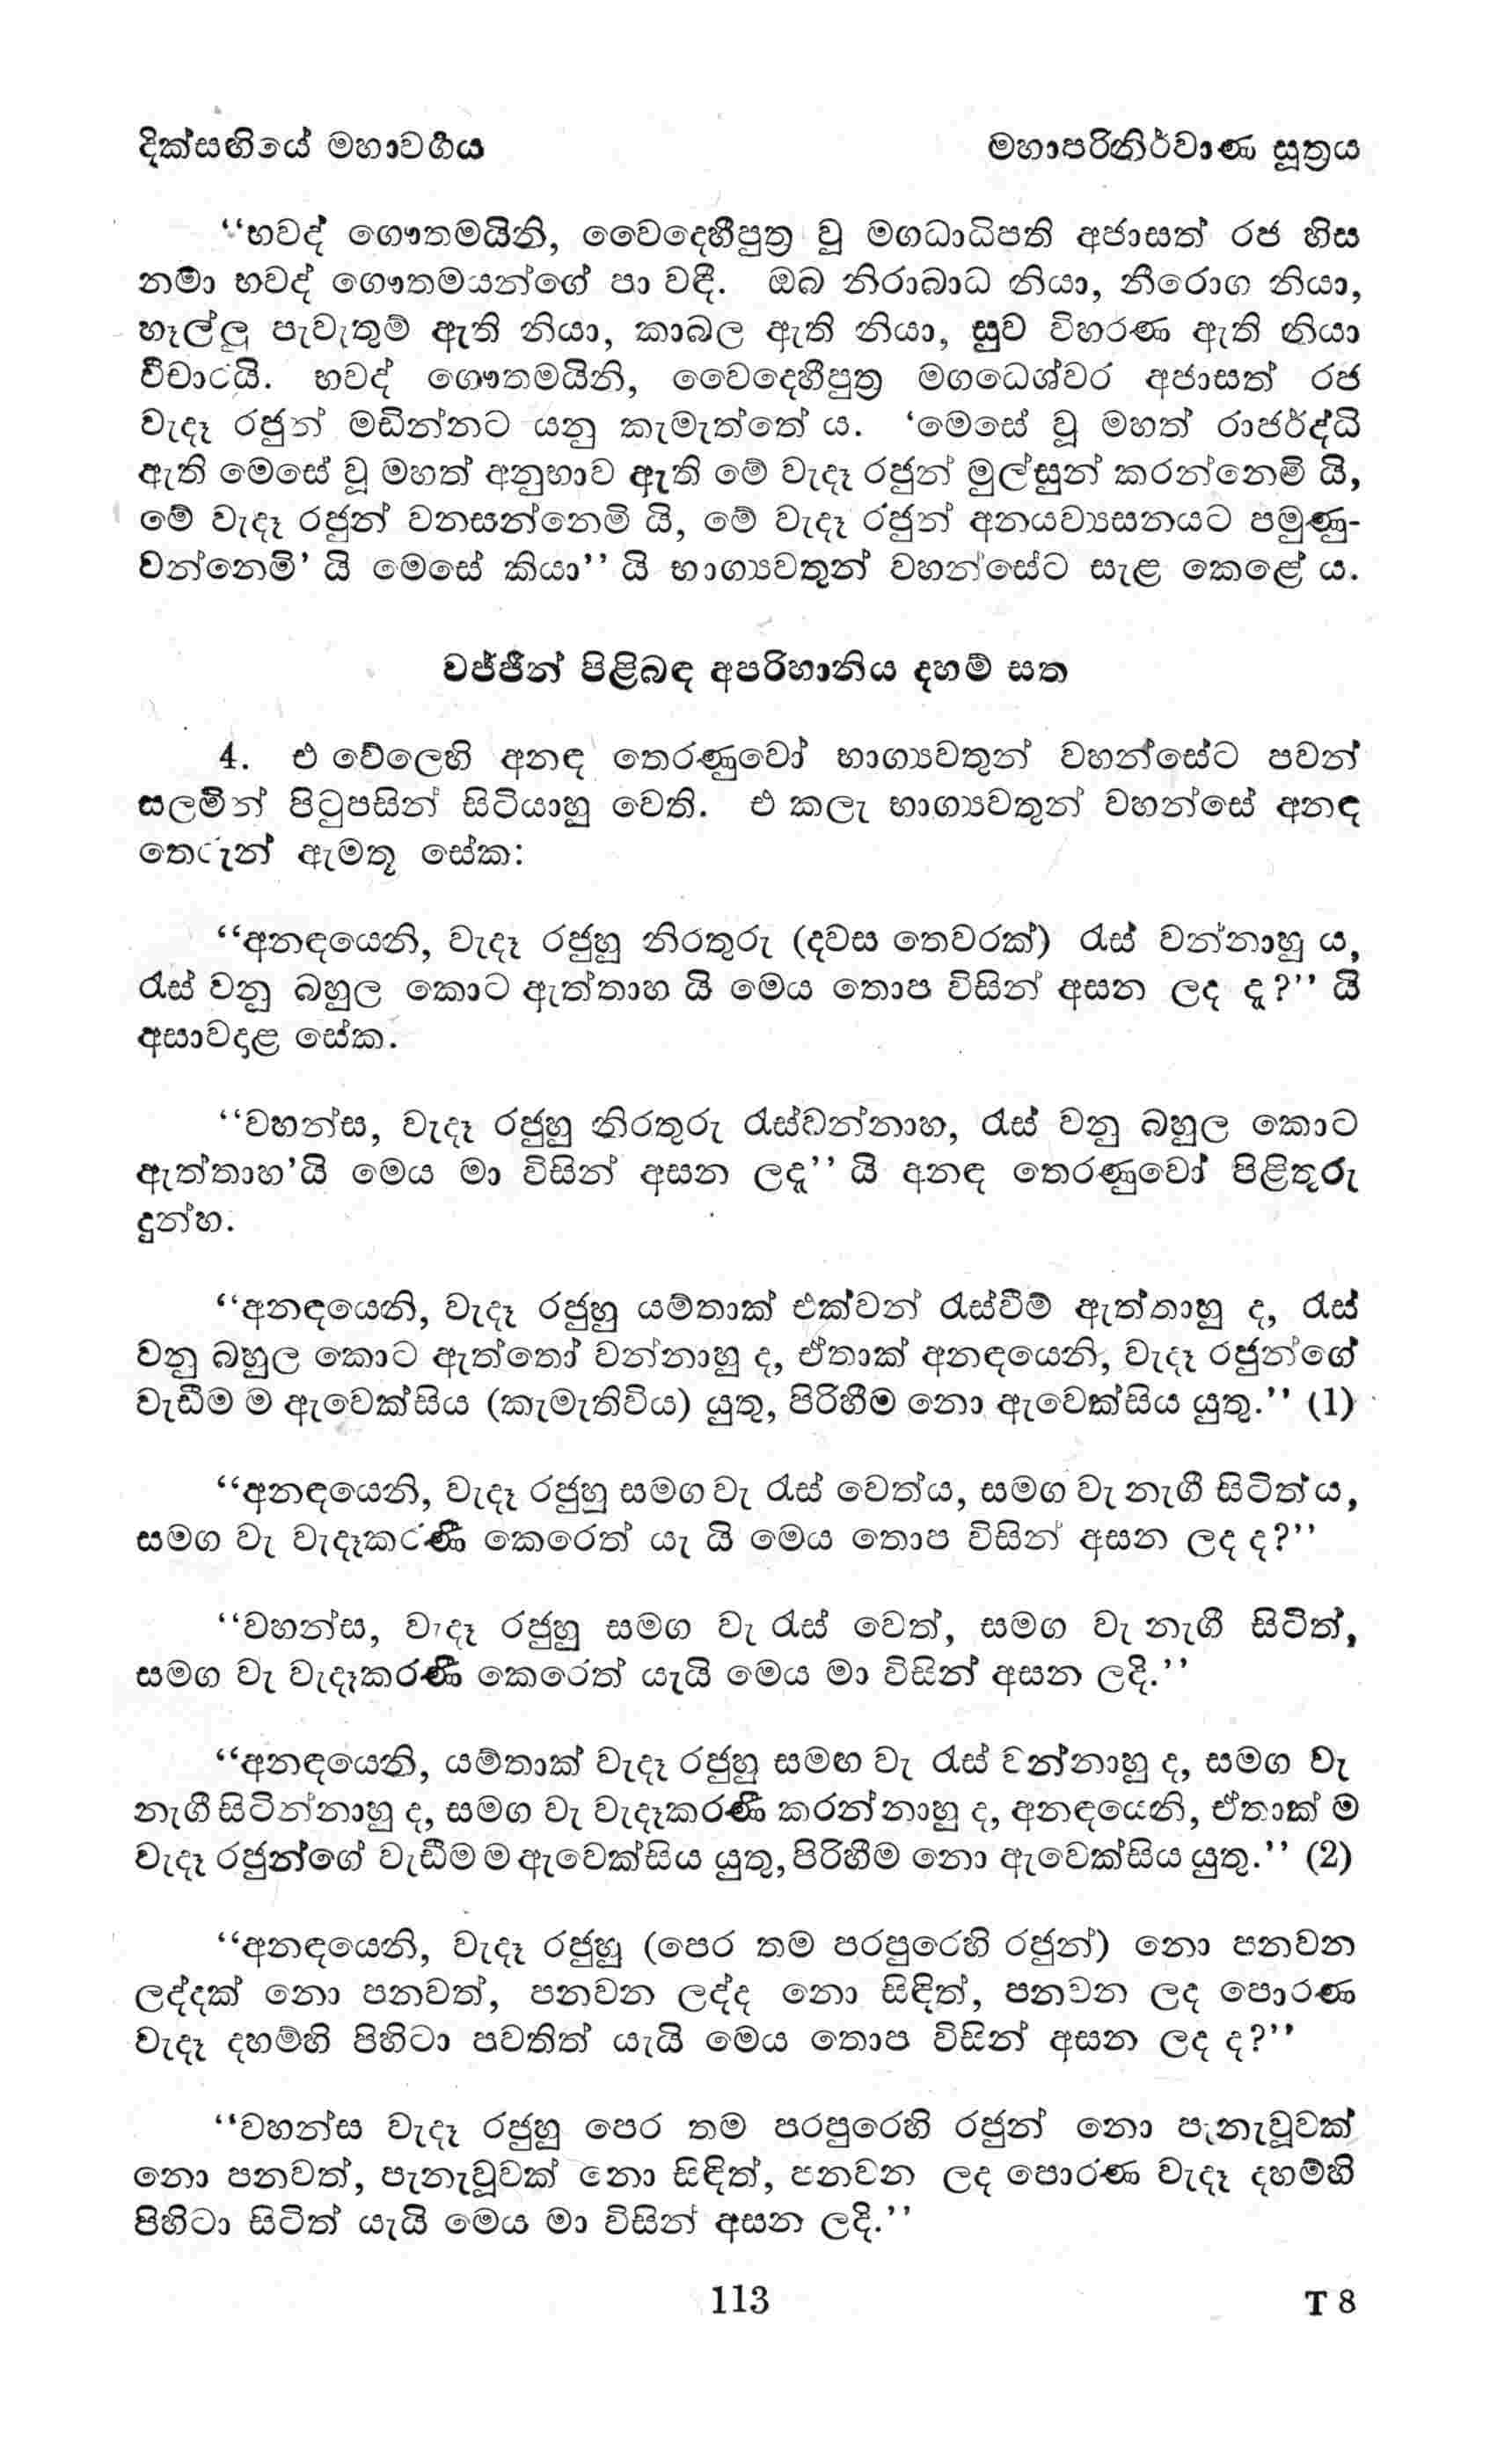 දික්සඟියේ මහාවර්‍ගය
මහාපරිනිර්වාණ සූත්‍රය
“භවද් ගෞතමයිනි, වෛදෙහීපුත්‍ර වූ මගධාධිපති අජාසත් රජ හිස
නමා භවද් ගෞතමයන්ගේ පා වඳී. ඔබ නිරාබාධ නියා, නීරොග නියා,
හැල්ලු පැවැතුම් ඇති නියා, කාබල ඇති නියා, සුව විහරණ ඇති නියා
විචාරයි. භවද් ගෞතමයිනි, වෛදෙහීපුත්‍ර මගධෙශ්වර අජාසත් රජ
වැදෑ රජුන් මඩින්නට යනු කැමැත්තේ ය. ‘මෙසේ වූ මහත් රාජර්ද්ධි
ඇති මෙසේ වූ මහත් අනුභාව ඇති මේ වැදෑ රජුන් මුල්සුන් කරන්නෙමි යි,
මේ වැදෑ රජුන් වනසන්නෙමි යි, මේ වැදෑ රජුන් අනයව්‍යසනයට පමුණු-
වන්නෙමි’ යි මෙසේ කියා” යි භාග්‍යවතුන් වහන්සේට සැළ කෙළේ ය.
වජ්ජීන් පිළිබඳ අපරිහානිය දහම් සත
4. එ වේලෙහි අනඳ තෙරණුවෝ භාග්‍යවතුන් වහන්සේට පවන්
සලමින් පිටුපසින් සිටියාහු වෙති. එ කලැ භාග්‍යවතුන් වහන්සේ අනඳ
තෙරුන් ඇමතූ සේක:
“අනඳයෙනි, වැදෑ රජුහු නිරතුරු (දවස තෙවරක්) රැස් වන්නාහු ය,
රැස් වනු බහුල කොට ඇත්තාහ යි මෙය තොප විසින් අසන ලද ද?” යි
අසාවදාළ සේක.
“වහන්ස, වැදෑ රජුහු නිරතුරු රැස්වන්නාහ, රැස් වනු බහුල කොට
ඇත්තාහ’යි මෙය මා විසින් අසන ලදැ” යි අනඳ තෙරණුවෝ පිළිතුරු
දුන්හ.
“අනඳයෙනි, වැදෑ රජුහු යම්තාක් එක්වන් රැස්වීම් ඇත්තාහු ද, රැස්
වනු බහුල කොට ඇත්තෝ වන්නාහු ද, ඒතාක් අනඳයෙනි, වැදෑ රජුන්ගේ
වැඩීම ම ඇවෙක්සිය (කැමැතිවිය) යුතු, පිරිහීම නො ඇවෙක්සිය යුතු.” (1)
“අනඳයෙනි, වැදෑ රජුහු සමග වැ රැස් වෙත්ය, සමග වැ නැගී සිටිත්ය,
සමග වැ වැදෑකරණී කෙරෙත් යැ යි මෙය තොප විසින් අසන ලද ද?”
“වහන්ස, වැදෑ රජුහු සමග වැ රැස් වෙත්, සමග වැ නැගී සිටිත්,
සමග වැ වැදෑකරණී කෙරෙත් යැයි මෙය මා විසින් අසන ලදි.”
“අනඳයෙනි, යම්තාක් වැදෑ රජුහු සමඟ වැ රැස් වන්නාහු ද, සමග වැ
නැගී සිටින්නාහු ද, සමග වැ වැදෑකරණී කරන්නාහු ද, අනඳයෙනි, ඒතාක් ම
වැදෑ රජුන්ගේ වැඩීම ම ඇවෙක්සිය යුතු, පිරිහීම නො ඇවෙක්සිය යුතු.” (2)
“අනඳයෙනි, වැදෑ රජුහු (පෙර තම පරපුරෙහි රජුන්) නො පනවන
ලද්දක් නො පනවත්, පනවන ලද්ද නො සිඳිත්, පනවන ලද පොරණ
වැදෑ දහම්හි පිහිටා පවතිත් යැයි මෙය තොප විසින් අසන ලද ද?”
“වහන්ස වැදෑ රජුහු පෙර තම පරපුරෙහි රජුන් නො පැනැවූවක්
නො පනවත්, පැනැවූවක් නො සිඳිත්, පනවන ලද පොරණ වැදෑ දහම්හි
පිහිටා සිටිත් යැයි මෙය මා විසින් අසන ලදි.”
113
T 8